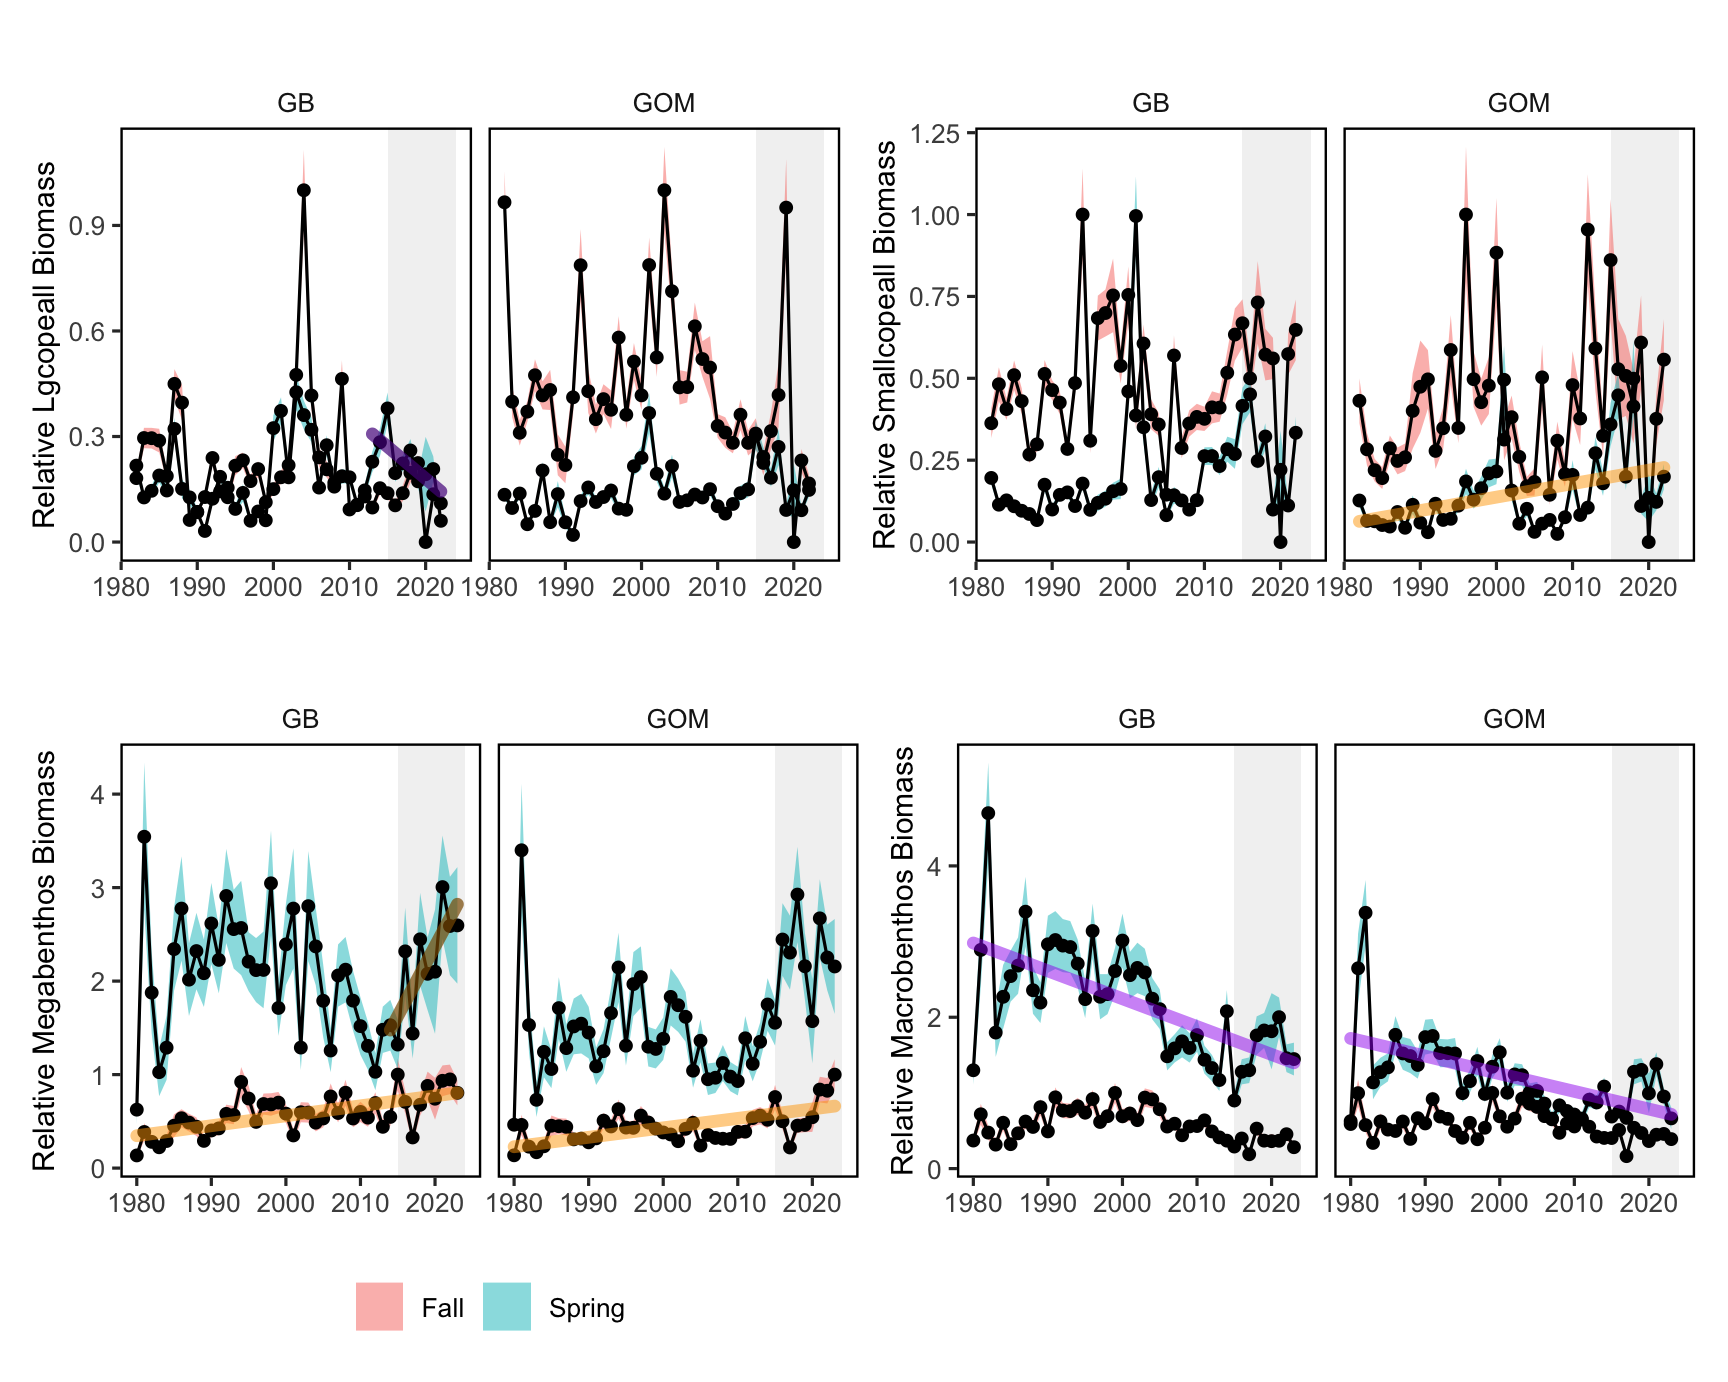 GB GOM GB GOM
Relative Lgcopeall Biomass
0.9
0.6
0.3
0.0
1980 1990 2000 2010 2020 1980 1990 2000 2010 2020
Relative Smallcopeall Biomass
1.25
1.00
0.75
0.50
0.25
0.00
1980 1990 2000 2010 2020 1980 1990 2000 2010 2020
GB GOM GB GOM
Relative Megabenthos Biomass
4
3
2
1
0
1980 1990 2000 2010 2020 1980 1990 2000 2010 2020
Relative Macrobenthos Biomass
4
2
0
1980 1990 2000 2010 2020 1980 1990 2000 2010 2020
Fall Spring